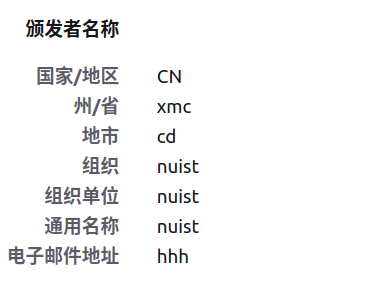 颁发者名称
国家/地区 CN
州/省 xmc
地市 cd
组织 nuist
组织单位 nuist
通用名称 nuist
电子邮件地址 hhh